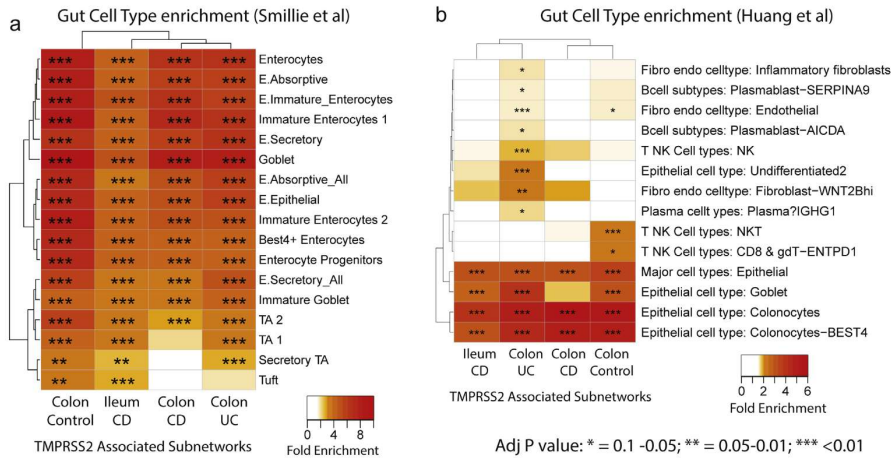 a
Gut Cell Type enrichment (Smillie et al)
*** *** *** *** Enterocytes
*** *** *** *** E.Absorptive
*** *** *** *** E.Immature_Enterocytes
*** *** *** *** Immature Enterocytes 1
*** *** *** *** E.Secretory
*** *** *** *** Goblet
*** *** *** *** E.Absorptive_All
*** *** *** *** E.Epithelial
*** *** *** *** Immature Enterocytes 2
*** *** *** *** Best4+ Enterocytes
*** *** *** *** Enterocyte Progenitors
*** *** *** *** E.Secretory_All
*** *** *** *** Immature Goblet
*** *** *** *** TA 2
*** *** *** TA 1
** ** *** Secretory TA
** *** Tuft
Colon Ileum Colon Colon
Control CD CD UC
TMPRSS2 Associated Subnetworks
0 4 8
Fold Enrichment
b
Gut Cell Type enrichment (Huang et al)
* Fibro endo celltype: Inflammatory fibroblasts
* Bcell subtypes: Plasmablast-SERPINA9
*** * Fibro endo celltype: Endothelial
* Bcell subtypes: Plasmablast-AICDA
*** T NK Cell types: NK
*** Epithelial cell type: Undifferentiated2
** Fibro endo celltype: Fibroblast-WNT2Bhi
* Plasma cellt types: Plasma?IGHG1
*** T NK Cell types: NKT
* T NK Cell types: CD8 & gdT-ENTPD1
*** *** *** *** Major cell types: Epithelial
*** *** *** Epithelial cell type: Goblet
*** *** *** *** Epithelial cell type: Colonocytes
*** *** *** *** Epithelial cell type: Colonocytes-BEST4
Ileum Colon Colon Colon
CD UC CD Control
TMPRSS2 Associated Subnetworks
0 2 4 6
Fold Enrichment
Adj P value: * = 0.1 -0.05; ** = 0.05-0.01; *** <0.01